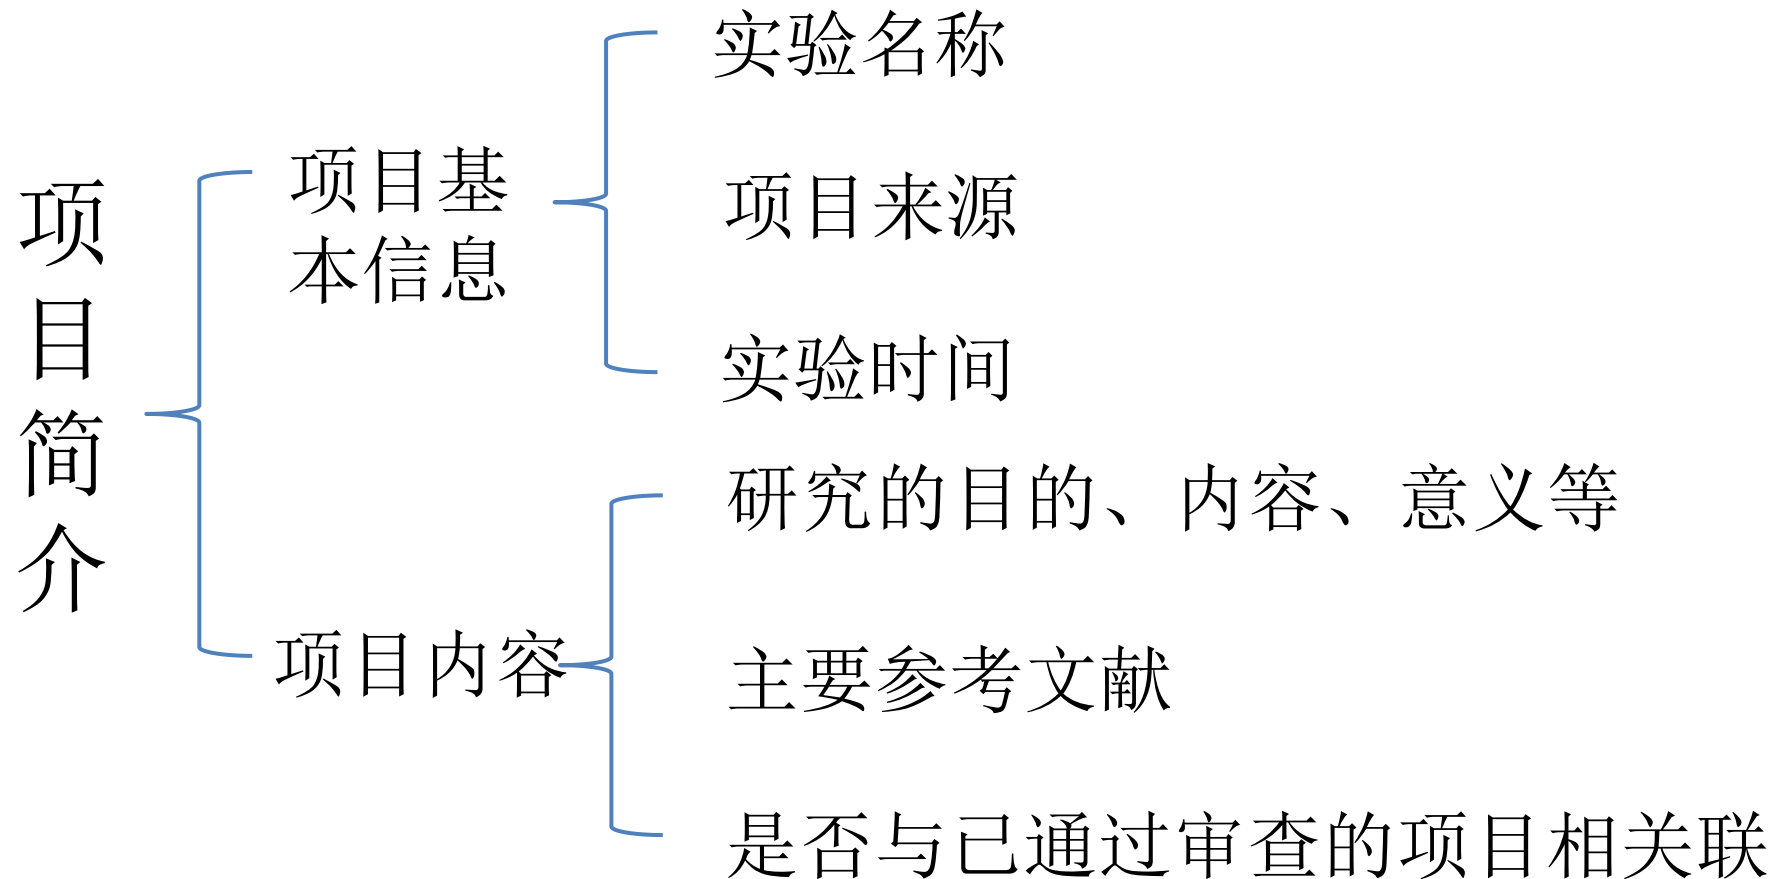 项目简介
项目基
本信息
实验名称
项目来源
实验时间
项目内容
研究的目的、内容、意义等
主要参考文献
是否与已通过审查的项目相关联